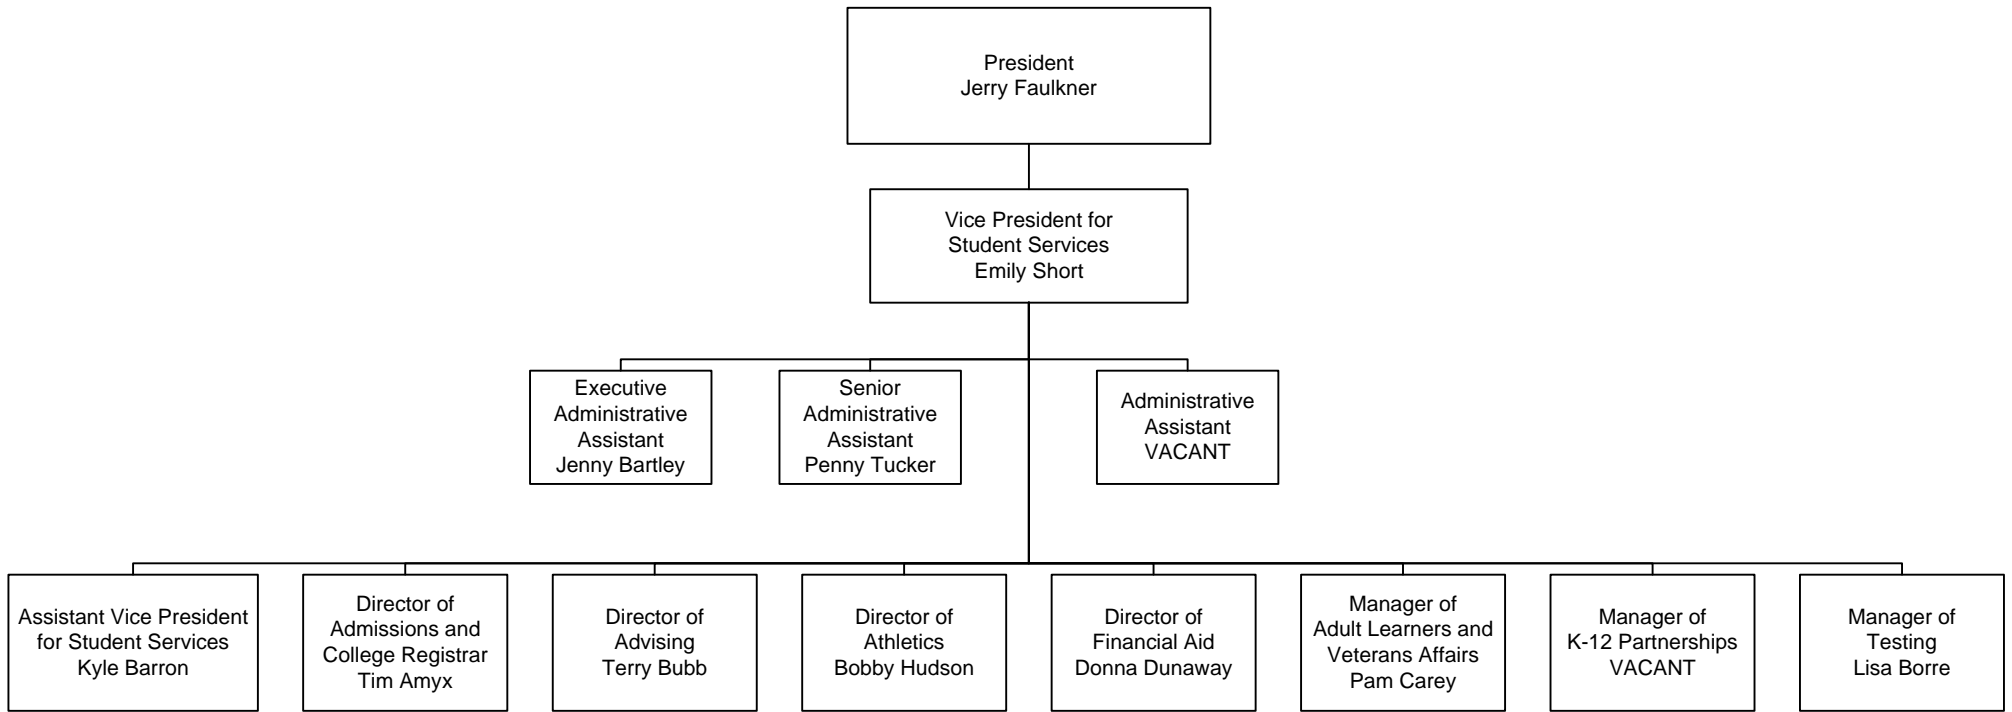 President
Jerry Faulkner
Vice President for
Student Services
Emily Short
Executive
Administrative
Assistant
Jenny Bartley
Senior
Administrative
Assistant
Penny Tucker
Administrative
Assistant
VACANT
Assistant Vice President
for Student Services
Kyle Barron
Director of
Admissions and
College Registrar
Tim Amyx
Director of
Advising
Terry Bubb
Director of
Athletics
Bobby Hudson
Director of
Financial Aid
Donna Dunaway
Manager of
Adult Learners and
Veterans Affairs
Pam Carey
Manager of
K-12 Partnerships
VACANT
Manager of
Testing
Lisa Borre